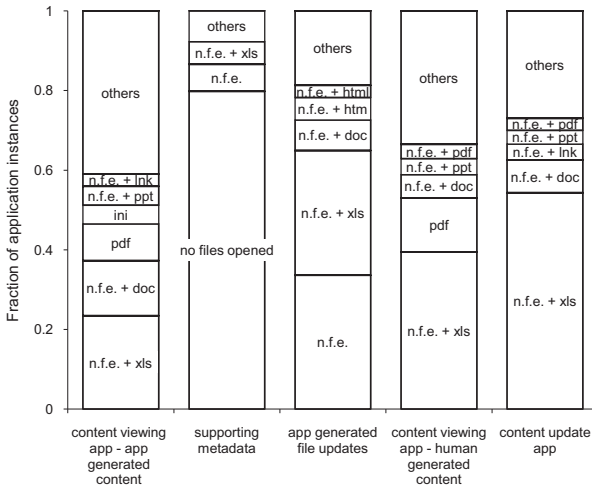 Fraction of application instances
1
0.8
0.6
0.4
0.2
0
others
n.f.e. + lnk
n.f.e. + ppt
ini
pdf
n.f.e. + doc
n.f.e. + xls
others
n.f.e. + xls
n.f.e.
no files opened
others
n.f.e. + html
n.f.e. + htm
n.f.e. + doc
n.f.e. + xls
n.f.e.
others
n.f.e. + pdf
n.f.e. + ppt
n.f.e. + doc
pdf
n.f.e. + xls
others
n.f.e. + pdf
n.f.e. + ppt
n.f.e. + lnk
n.f.e. + doc
n.f.e. + xls
content viewing
app - app
generated
content
supporting
metadata
app generated
file updates
content viewing
app - human
generated
content
content update
app